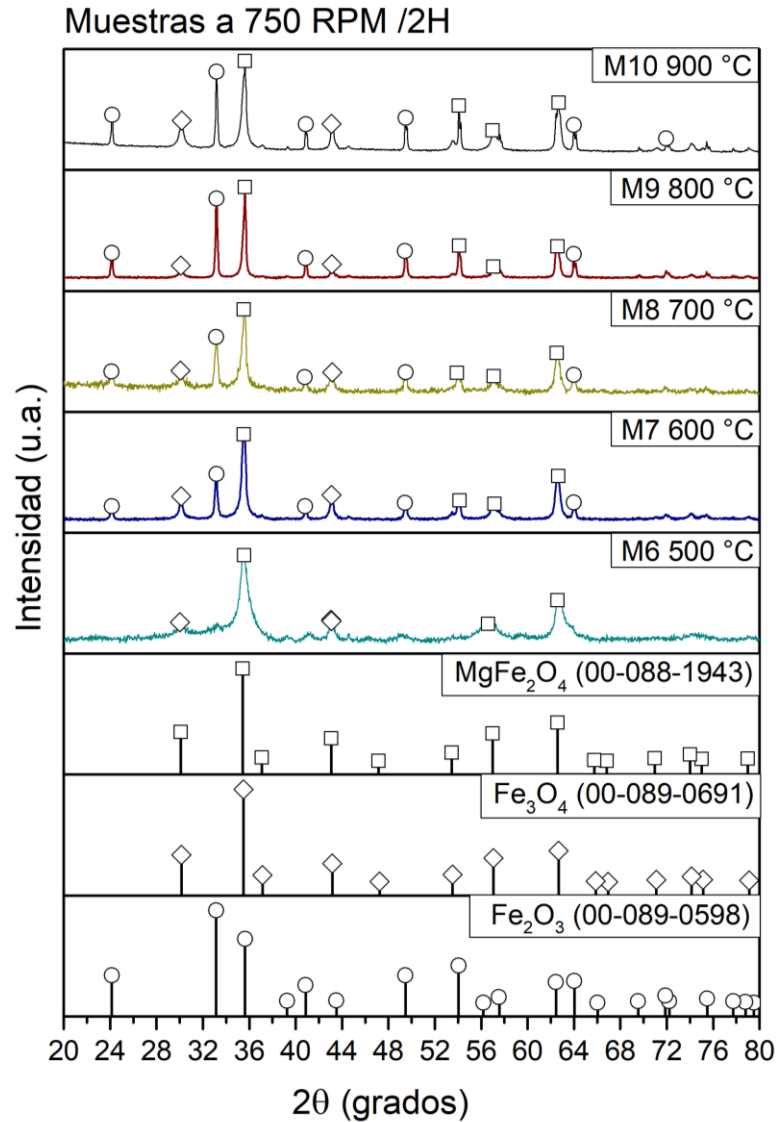 Muestras a 750 RPM /2H
M10 900 °C
M9 800 °C
M8 700 °C
M7 600 °C
M6 500 °C
MgFe₂O₄ (00-088-1943)
Fe₃O₄ (00-089-0691)
Fe₂O₃ (00-089-0598)
Intensidad (u.a.)
20 24 28 32 36 40 44 48 52 56 60 64 68 72 76 80
2θ (grados)